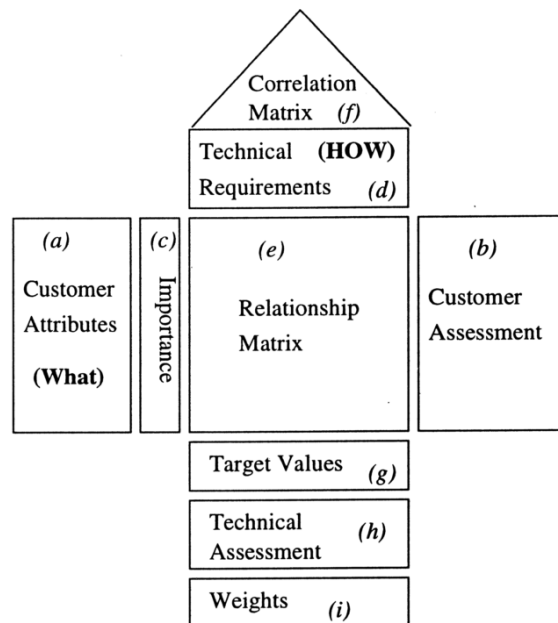 Correlation
Matrix (f)
Technical (HOW)
Requirements (d)
(a)
Customer
Attributes
(What)
(c)
Importance
(e)
Relationship
Matrix
(b)
Customer
Assessment
Target Values (g)
Technical
Assessment (h)
Weights (i)